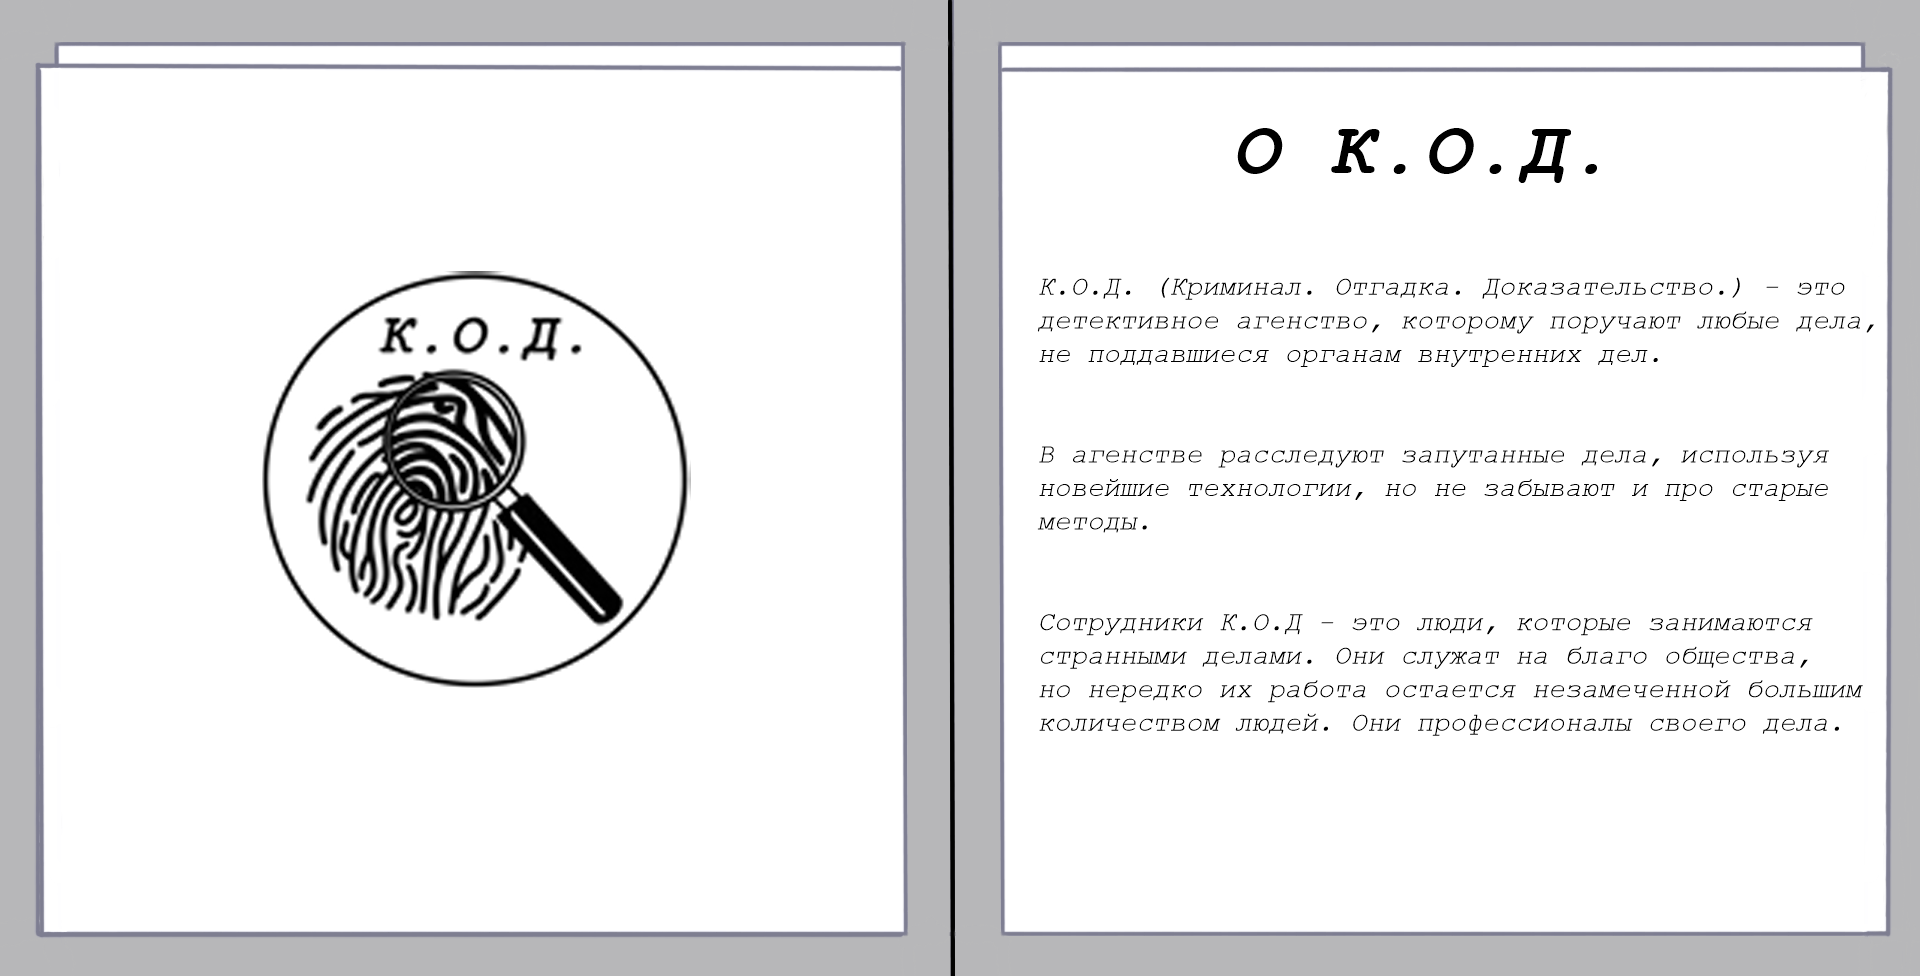 К.О.Д.
О К.О.Д.
К.О.Д. (Криминал. Отгадка. Доказательство.) - это
детективное агенство, которому поручают любые дела,
не поддавшиеся органам внутренних дел.
В агенстве расследуют запутанные дела, используя
новейшие технологии, но не забывают и про старые
методы.
Сотрудники К.О.Д - это люди, которые занимаются
странными делами. Они служат на благо общества,
но нередко их работа остается незамеченной большим
количеством людей. Они профессионалы своего дела.